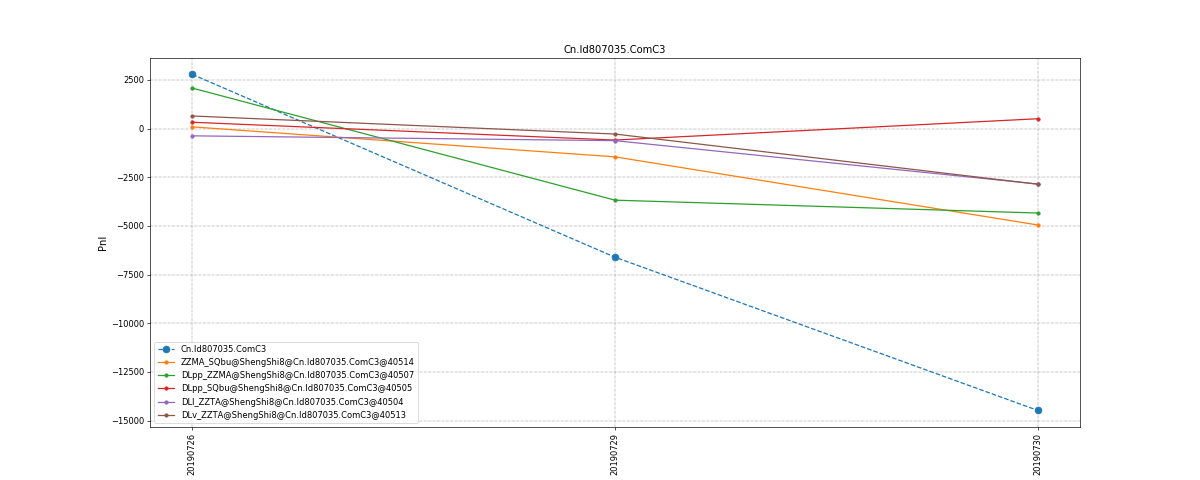 Cn.Id807035.ComC3
PnI
2500
0
−2500
−5000
−7500
−10000
−12500
−15000
Cn.Id807035.ComC3
ZZMA_SQbu@ShengShi8@Cn.Id807035.ComC3@40514
DLpp_ZZMA@ShengShi8@Cn.Id807035.ComC3@40507
DLpp_SQbu@ShengShi8@Cn.Id807035.ComC3@40505
DLl_ZZTA@ShengShi8@Cn.Id807035.ComC3@40504
DLv_ZZTA@ShengShi8@Cn.Id807035.ComC3@40513
20190726
20190729
20190730